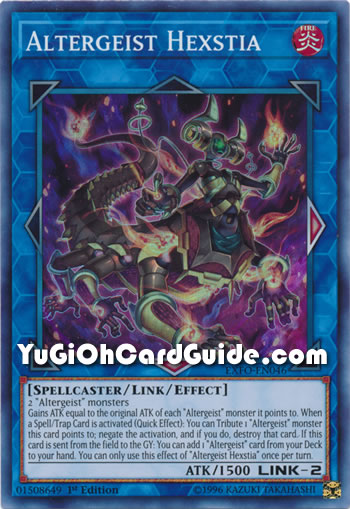 ALTERGEIST HEXSTIA
FIRE
炎
EXFO-EN046
YuGiOhCardGuide.com
[SPELLCASTER/LINK/EFFECT]
2 "Altergeist" monsters
Gains ATK equal to the original ATK of each "Altergeist" monster it points to. When
a Spell/Trap Card is activated (Quick Effect): You can Tribute 1 "Altergeist" monster
this card points to; negate the activation, and if you do, destroy that card. If this
card is sent from the field to the GY: You can add 1 "Altergeist" card from your Deck
to your hand. You can only use this effect of "Altergeist Hexstia" once per turn.
ATK/1500 LINK-2
01508649 1st Edition ©1996 KAZUKI TAKAHASHI